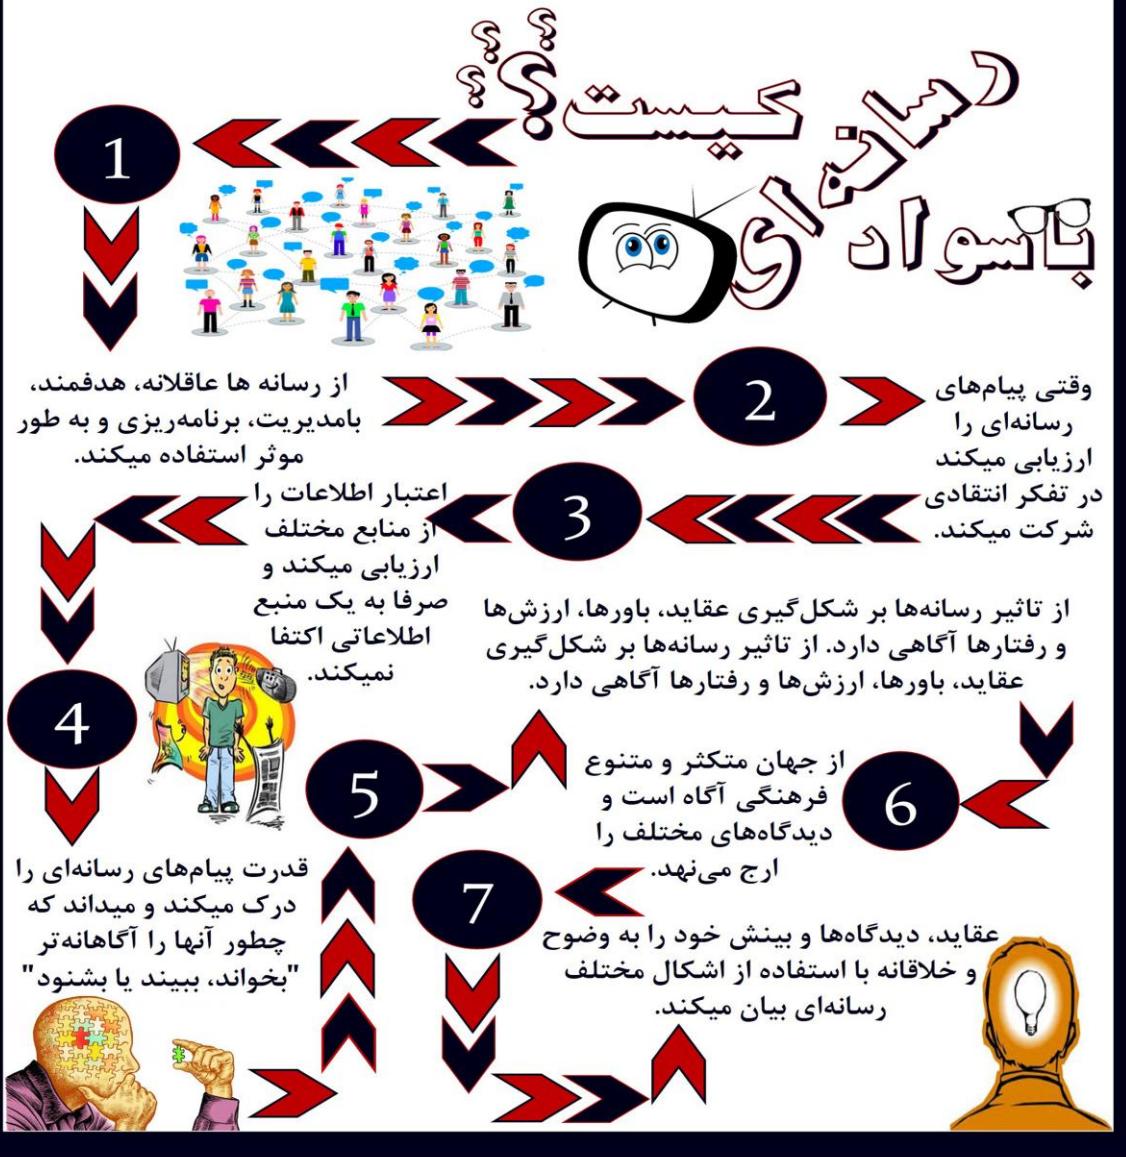 باسواد رسانه‌ای کیست؟؟؟؟؟؟
1
از رسانه ها عاقلانه، هدفمند،
بامدیریت، برنامه‌ریزی و به طور
موثر استفاده میکند.
2
وقتی پیام‌های
رسانه‌ای را
ارزیابی میکند
در تفکر انتقادی
شرکت میکند.
3
اعتبار اطلاعات را
از منابع مختلف
ارزیابی میکند و
صرفا به یک منبع
اطلاعاتی اکتفا
نمیکند.
4
قدرت پیام‌های رسانه‌ای را
درک میکند و میداند که
چطور آنها را آگاهانه‌تر
"بخواند، ببیند یا بشنود"
5
از تاثیر رسانه‌ها بر شکل‌گیری عقاید، باورها، ارزش‌ها
و رفتارها آگاهی دارد. از تاثیر رسانه‌ها بر شکل‌گیری
عقاید، باورها، ارزش‌ها و رفتارها آگاهی دارد.
6
از جهان متکثر و متنوع
فرهنگی آگاه است و
دیدگاه‌های مختلف را
ارج می‌نهد.
7
عقاید، دیدگاه‌ها و بینش خود را به وضوح
و خلاقانه با استفاده از اشکال مختلف
رسانه‌ای بیان میکند.